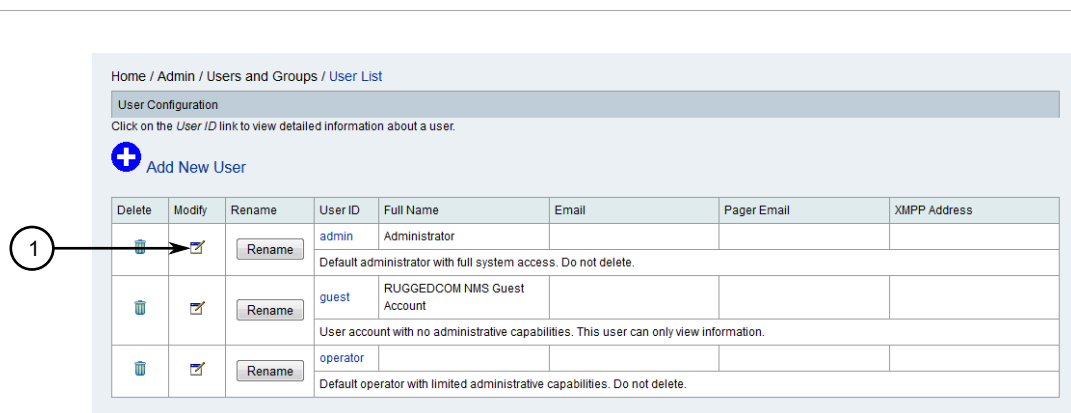 Home / Admin / Users and Groups / User List
User Configuration
Click on the User ID link to view detailed information about a user.
Add New User
Delete Modify Rename User ID Full Name Email Pager Email XMPP Address
1
Rename admin Administrator
Default administrator with full system access. Do not delete.
Rename guest RUGGEDCOM NMS Guest
Account
User account with no administrative capabilities. This user can only view information.
Rename operator
Default operator with limited administrative capabilities. Do not delete.